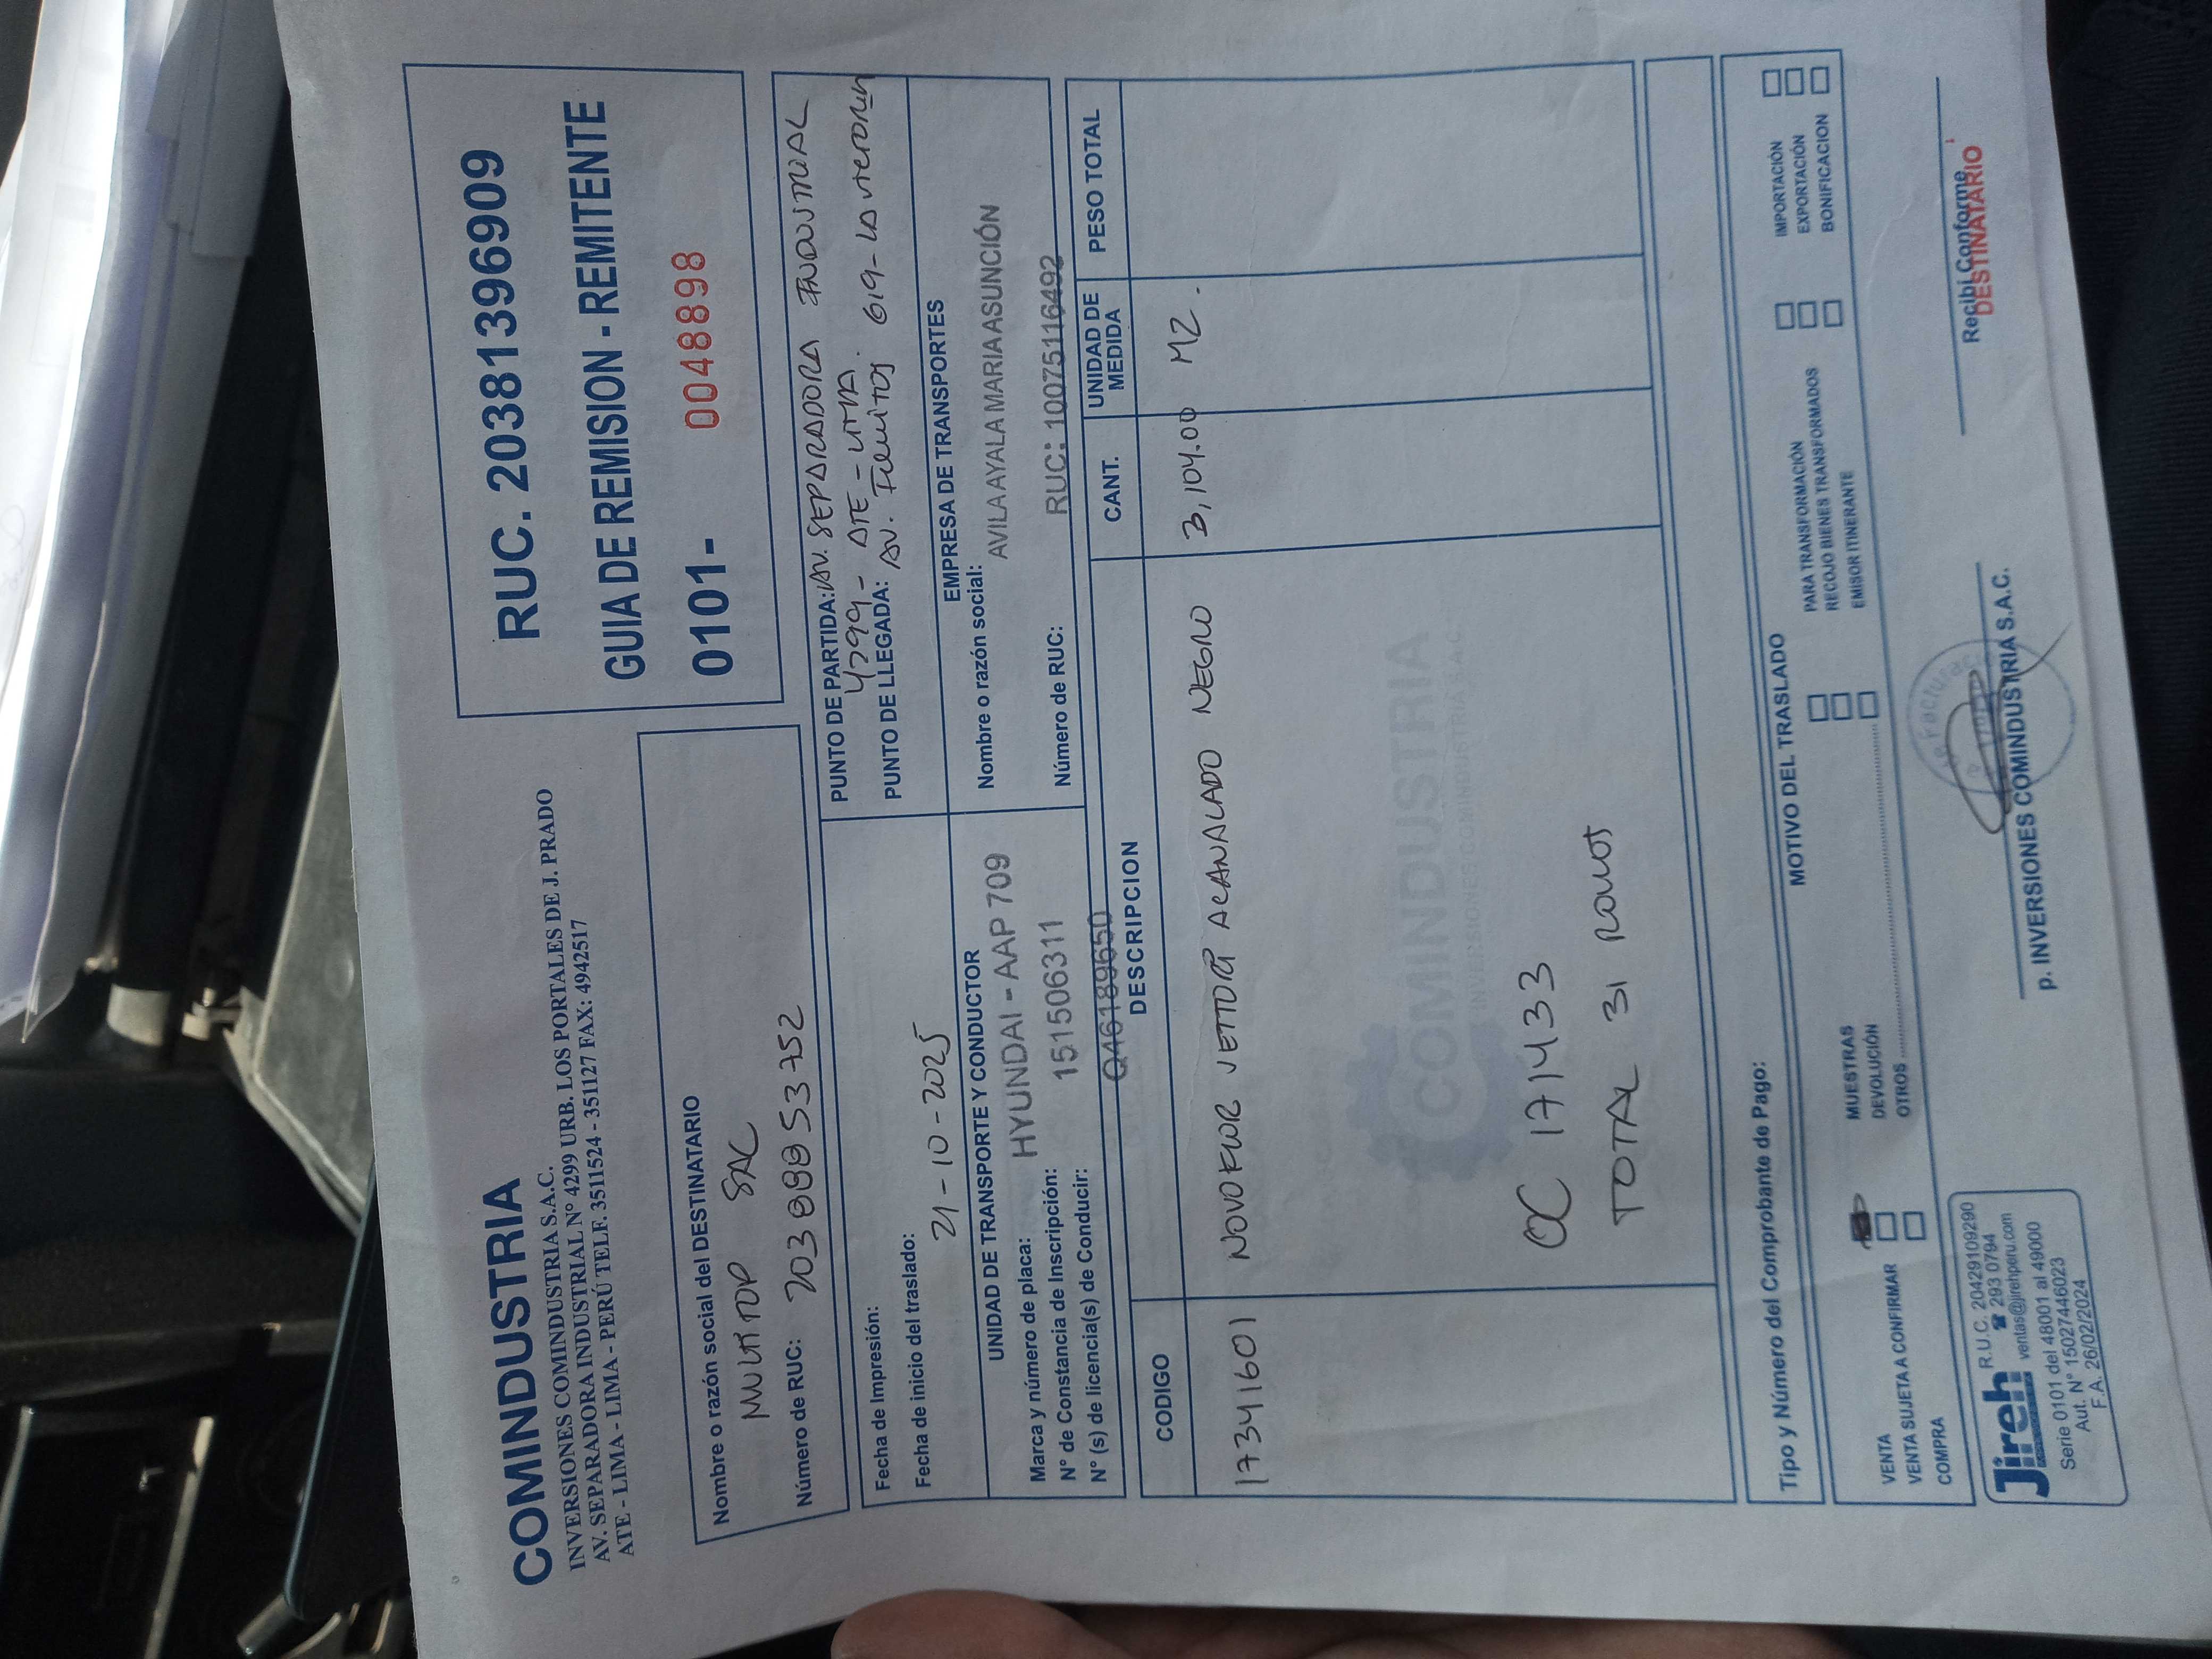 COMINDUSTRIA
INVERSIONES COMINDUSTRIA S.A.C.
AV. SEPARADORA INDUSTRIAL N° 4299 URB. LOS PORTALES DE J. PRADO
ATE - LIMA - LIMA - PERÚ TELF. 3511524 - 3511277 FAX: 4942517
RUC. 20381396909
GUIA DE REMISION - REMITENTE
0101- 0048898
Nombre o razón social del DESTINATARIO
MULTITOP SAC
Número de RUC: 20388853752
PUNTO DE PARTIDA: AV. SEPARADORA INDUSTRIAL
4299 - ATE - LIMA.
PUNTO DE LLEGADA: AV. 619 - LA VICTORIA
Fecha de Impresión:
Fecha de inicio del traslado: 21-10-2025
UNIDAD DE TRANSPORTE Y CONDUCTOR
Marca y número de placa: HYUNDAI - AAP 709
N° de Constancia de Inscripción: 151506311
N° (s) de licencia(s) de Conducir: Q46189650
EMPRESA DE TRANSPORTES
Nombre o razón social:
AVILA AYALA MARIA ASUNCIÓN
Número de RUC: RUC: 10075116492
CODIGO DESCRIPCION CANT. UNIDAD DE MEDIDA PESO TOTAL
17341601 NOVOFLOR ACANALADO NEGRO 3,104.00 M2.
COMINDUSTRIA
INVERSIONES COMINDUSTRIA S.A.C.
OC 171433
TOTAL 31 ROLLOS
Tipo y Número del Comprobante de Pago:
MOTIVO DEL TRASLADO
VENTA
VENTA SUJETA A CONFIRMAR
COMPRA
MUESTRAS
DEVOLUCIÓN
OTROS
PARA TRANSFORMACIÓN
RECOJO BIENES TRANSFORMADOS
EMISOR ITINERANTE
IMPORTACIÓN
EXPORTACIÓN
BONIFICACION
Jireh R.U.C. 20429109290
☎ 293 0794
ventas@jirehperu.com
Serie 0101 del 48001 al 49000
Aut. N° 15027446023
F.A. 26/02/2024
p. INVERSIONES COMINDUSTRIA S.A.C.
Recibí Conforme
DESTINATARIO